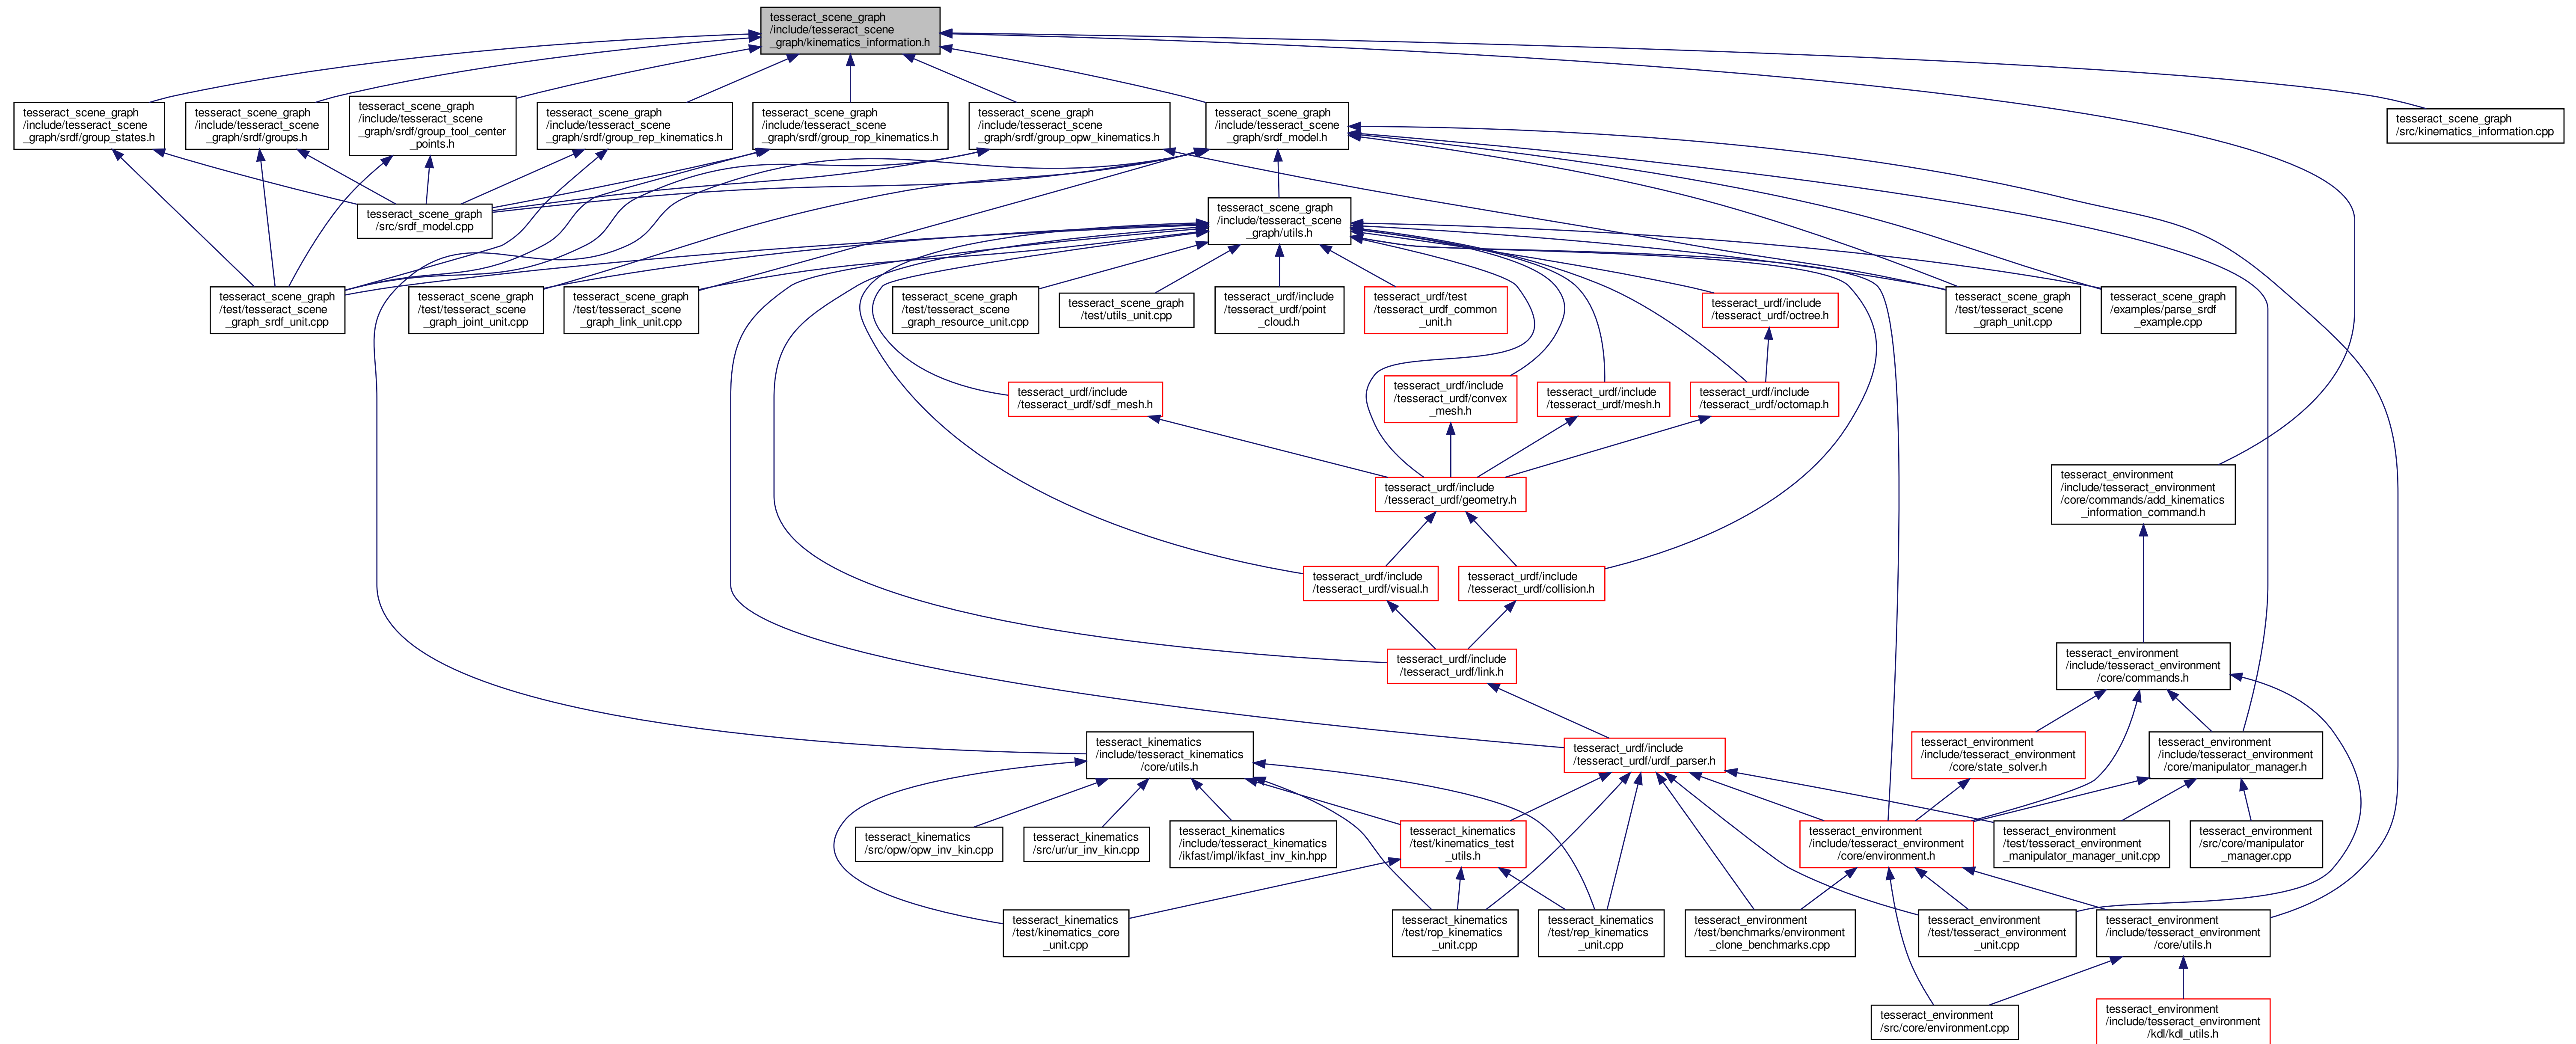 tesseract_scene_graph
/include/tesseract_scene
_graph/kinematics_information.h
tesseract_scene_graph
/include/tesseract_scene
_graph/srdf/group_states.h
tesseract_scene_graph
/include/tesseract_scene
_graph/srdf/groups.h
tesseract_scene_graph
/include/tesseract_scene
_graph/srdf/group_tool_center
_points.h
tesseract_scene_graph
/include/tesseract_scene
_graph/srdf/group_rep_kinematics.h
tesseract_scene_graph
/include/tesseract_scene
_graph/srdf/group_rop_kinematics.h
tesseract_scene_graph
/include/tesseract_scene
_graph/srdf/group_opw_kinematics.h
tesseract_scene_graph
/include/tesseract_scene
_graph/srdf_model.h
tesseract_scene_graph
/src/kinematics_information.cpp
tesseract_scene_graph
/src/srdf_model.cpp
tesseract_scene_graph
/include/tesseract_scene
_graph/utils.h
tesseract_scene_graph
/test/tesseract_scene
_graph_srdf_unit.cpp
tesseract_scene_graph
/test/tesseract_scene
_graph_joint_unit.cpp
tesseract_scene_graph
/test/tesseract_scene
_graph_link_unit.cpp
tesseract_scene_graph
/test/tesseract_scene
_graph_resource_unit.cpp
tesseract_scene_graph
/test/utils_unit.cpp
tesseract_urdf/include
/tesseract_urdf/point
_cloud.h
tesseract_urdf/test
/tesseract_urdf_common
_unit.h
tesseract_urdf/include
/tesseract_urdf/octree.h
tesseract_scene_graph
/test/tesseract_scene
_graph_unit.cpp
tesseract_scene_graph
/examples/parse_srdf
_example.cpp
tesseract_urdf/include
/tesseract_urdf/sdf_mesh.h
tesseract_urdf/include
/tesseract_urdf/convex
_mesh.h
tesseract_urdf/include
/tesseract_urdf/mesh.h
tesseract_urdf/include
/tesseract_urdf/octomap.h
tesseract_urdf/include
/tesseract_urdf/geometry.h
tesseract_environment
/include/tesseract_environment
/core/commands/add_kinematics
_information_command.h
tesseract_urdf/include
/tesseract_urdf/visual.h
tesseract_urdf/include
/tesseract_urdf/collision.h
tesseract_urdf/include
/tesseract_urdf/link.h
tesseract_environment
/include/tesseract_environment
/core/commands.h
tesseract_kinematics
/include/tesseract_kinematics
/core/utils.h
tesseract_urdf/include
/tesseract_urdf/urdf_parser.h
tesseract_environment
/include/tesseract_environment
/core/state_solver.h
tesseract_environment
/include/tesseract_environment
/core/manipulator_manager.h
tesseract_kinematics
/src/opw/opw_inv_kin.cpp
tesseract_kinematics
/src/ur/ur_inv_kin.cpp
tesseract_kinematics
/include/tesseract_kinematics
/ikfast/impl/ikfast_inv_kin.hpp
tesseract_kinematics
/test/kinematics_test
_utils.h
tesseract_environment
/include/tesseract_environment
/core/environment.h
tesseract_environment
/test/tesseract_environment
_manipulator_manager_unit.cpp
tesseract_environment
/src/core/manipulator
_manager.cpp
tesseract_kinematics
/test/kinematics_core
_unit.cpp
tesseract_kinematics
/test/rop_kinematics
_unit.cpp
tesseract_kinematics
/test/rep_kinematics
_unit.cpp
tesseract_environment
/test/benchmarks/environment
_clone_benchmarks.cpp
tesseract_environment
/test/tesseract_environment
_unit.cpp
tesseract_environment
/include/tesseract_environment
/core/utils.h
tesseract_environment
/src/core/environment.cpp
tesseract_environment
/include/tesseract_environment
/kdl/kdl_utils.h